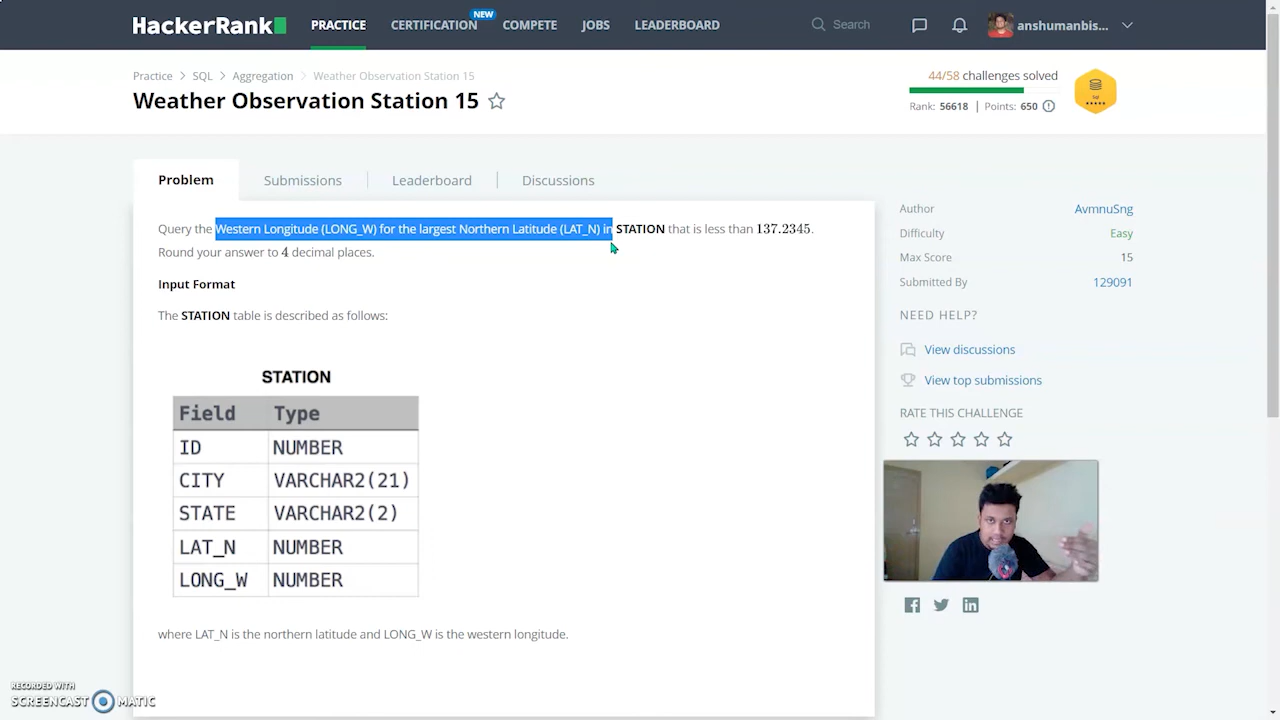 HackerRank
PRACTICE
CERTIFICATION
NEW
COMPETE
JOBS
LEADERBOARD
Search
anshumanbis...
Practice > SQL > Aggregation > Weather Observation Station 15
Weather Observation Station 15
44/58 challenges solved
Rank: 56618 | Points: 650
Sql
Problem
Submissions
Leaderboard
Discussions
Query the Western Longitude (LONG_W) for the largest Northern Latitude (LAT_N) in STATION that is less than 137.2345.
Round your answer to 4 decimal places.
Input Format
The STATION table is described as follows:
STATION
Field Type
ID NUMBER
CITY VARCHAR2(21)
STATE VARCHAR2(2)
LAT_N NUMBER
LONG_W NUMBER
where LAT_N is the northern latitude and LONG_W is the western longitude.
Author AvmnuSng
Difficulty Easy
Max Score 15
Submitted By 129091
NEED HELP?
View discussions
View top submissions
RATE THIS CHALLENGE
RECORDED WITH
SCREENCAST MATIC